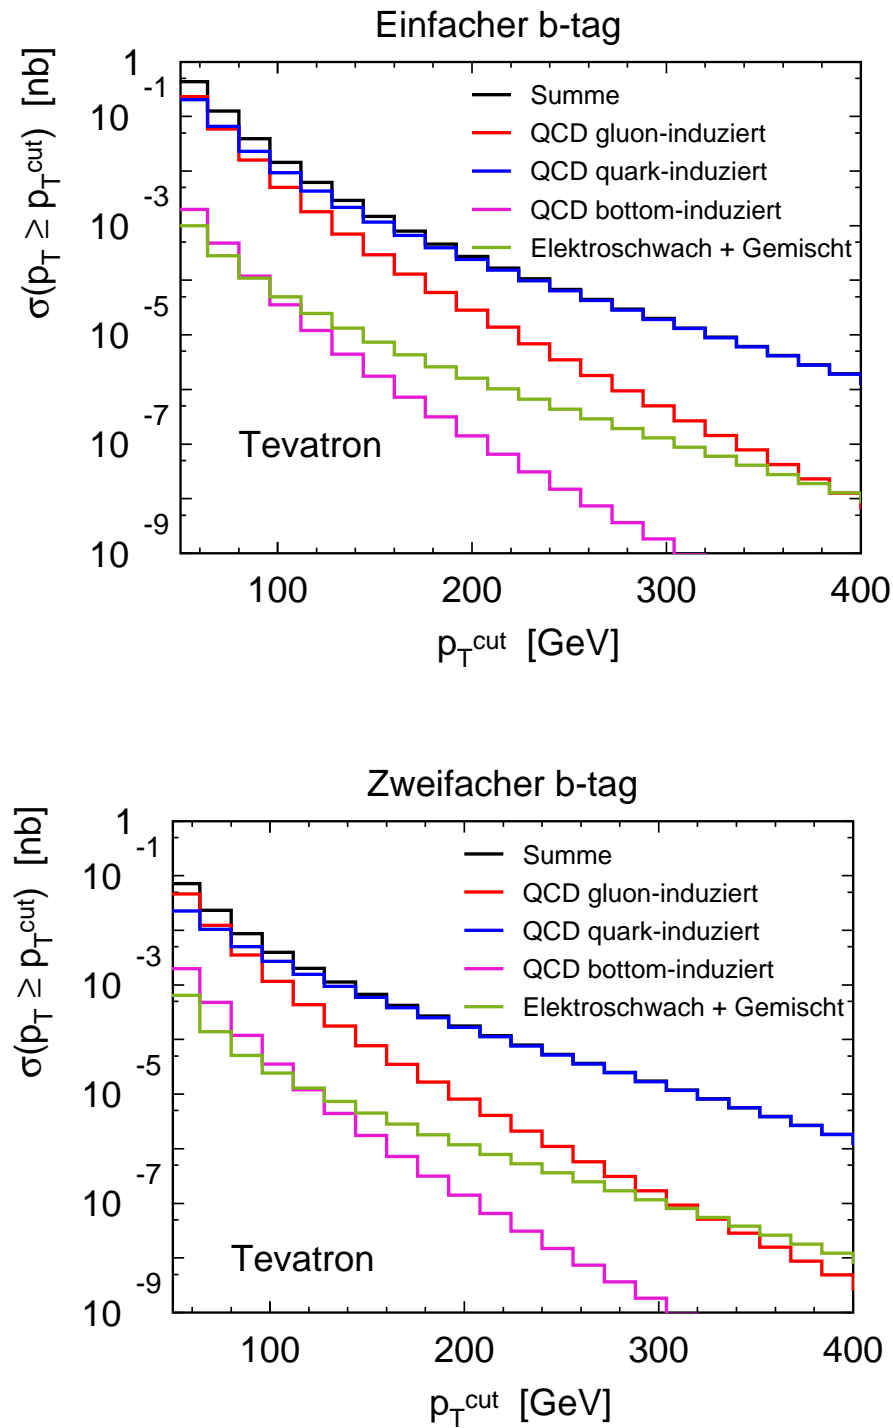 Einfacher b-tag
σ(p_T ≥ p_T^cut) [nb]
1
10^-1
10^-3
10^-5
10^-7
10^-9
Summe
QCD gluon-induziert
QCD quark-induziert
QCD bottom-induziert
Elektroschwach + Gemischt
Tevatron
100 200 300 400
p_T^cut [GeV]
Zweifacher b-tag
σ(p_T ≥ p_T^cut) [nb]
1
10^-1
10^-3
10^-5
10^-7
10^-9
Summe
QCD gluon-induziert
QCD quark-induziert
QCD bottom-induziert
Elektroschwach + Gemischt
Tevatron
100 200 300 400
p_T^cut [GeV]